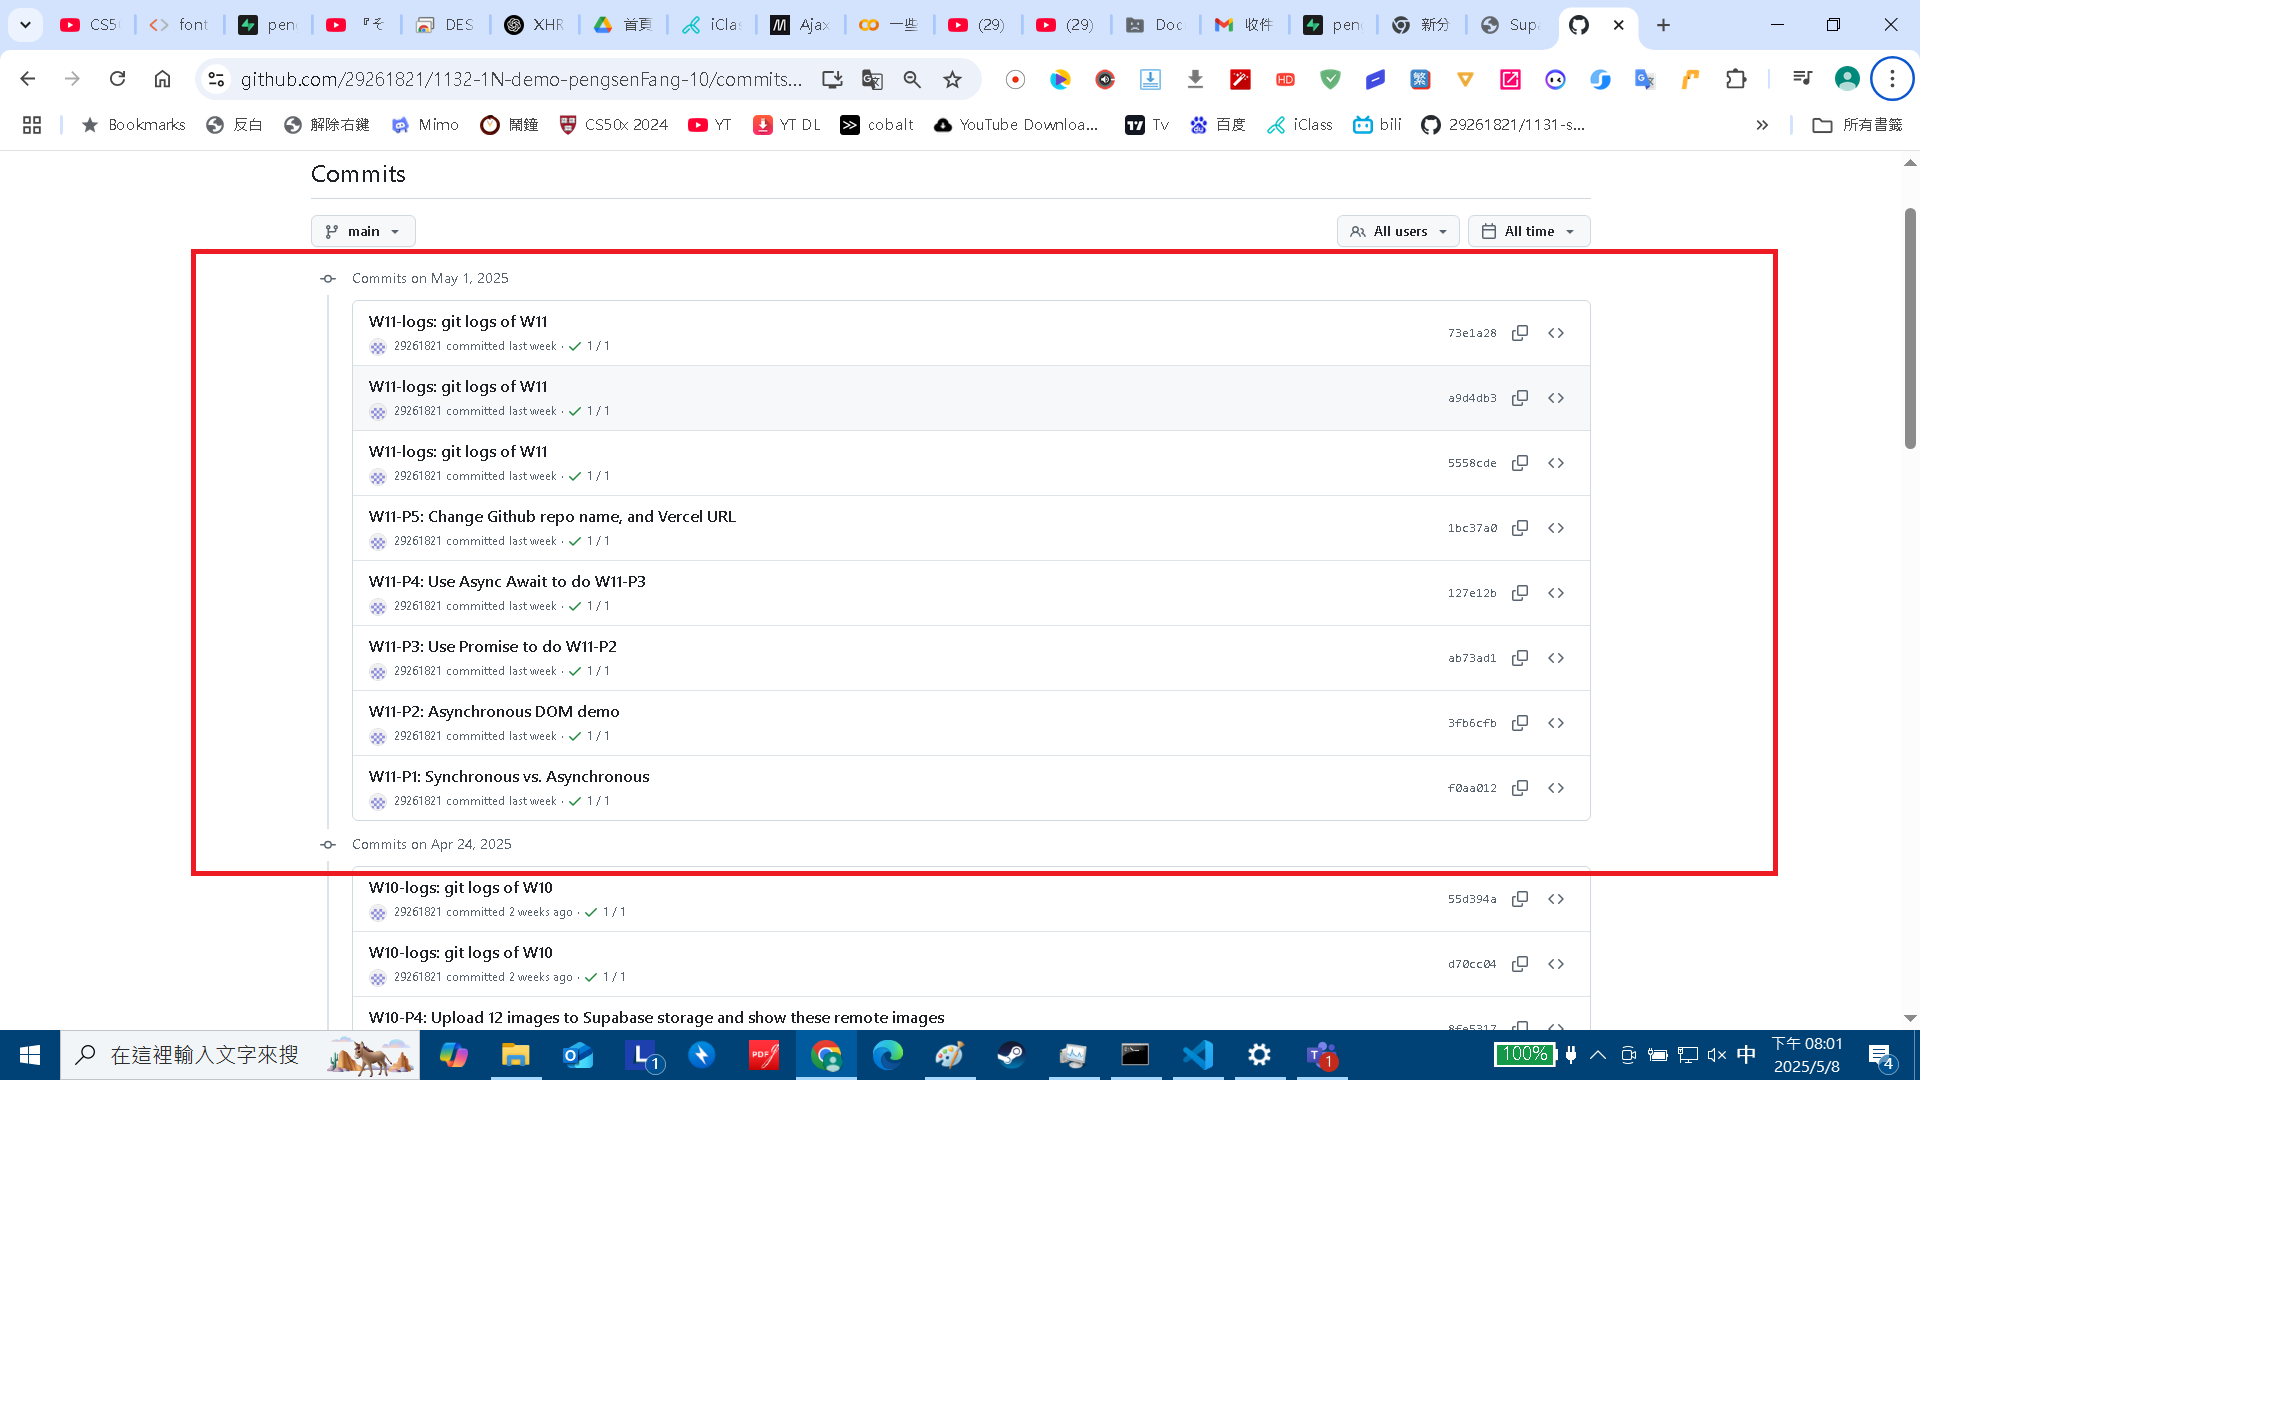 CS5
font
pen
『そ
DES
XHR
首頁
iClas
Ajax
一些
(29)
(29)
Doc
收件
pen
新分
Sup
github.com/29261821/1132-1N-demo-pengsenFang-10/commits...
Bookmarks
反白
解除右鍵
Mimo
鬧鐘
CS50x 2024
YT
YT DL
cobalt
YouTube Downloa...
Tv
百度
iClass
bili
29261821/1131-s...
所有書籤
Commits
main
All users
All time
Commits on May 1, 2025
W11-logs: git logs of W11
73e1a28
29261821 committed last week · 1 / 1
W11-logs: git logs of W11
a9d4db3
29261821 committed last week · 1 / 1
W11-logs: git logs of W11
5558cde
29261821 committed last week · 1 / 1
W11-P5: Change Github repo name, and Vercel URL
1bc37a0
29261821 committed last week · 1 / 1
W11-P4: Use Async Await to do W11-P3
127e12b
29261821 committed last week · 1 / 1
W11-P3: Use Promise to do W11-P2
ab73ad1
29261821 committed last week · 1 / 1
W11-P2: Asynchronous DOM demo
3fb6cfb
29261821 committed last week · 1 / 1
W11-P1: Synchronous vs. Asynchronous
f0aa012
29261821 committed last week · 1 / 1
Commits on Apr 24, 2025
W10-logs: git logs of W10
55d394a
29261821 committed 2 weeks ago · 1 / 1
W10-logs: git logs of W10
d70cc04
29261821 committed 2 weeks ago · 1 / 1
W10-P4: Upload 12 images to Supabase storage and show these remote images
8fe5317
在這裡輸入文字來搜
1
1
100%
中
下午 08:01
2025/5/8
4